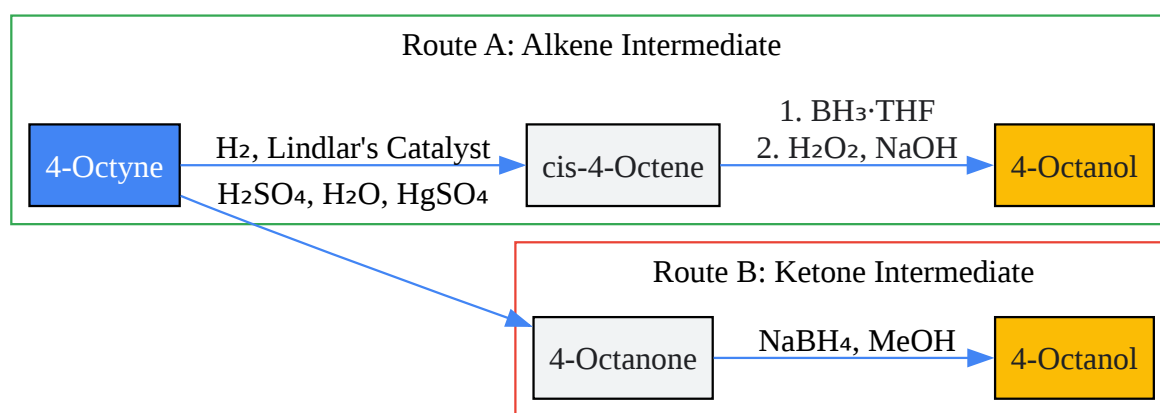 Route A: Alkene Intermediate
4-Octyne
H₂, Lindlar's Catalyst
H₂SO₄, H₂O, HgSO₄
cis-4-Octene
1. BH₃·THF
2. H₂O₂, NaOH
4-Octanol
Route B: Ketone Intermediate
4-Octanone
NaBH₄, MeOH
4-Octanol